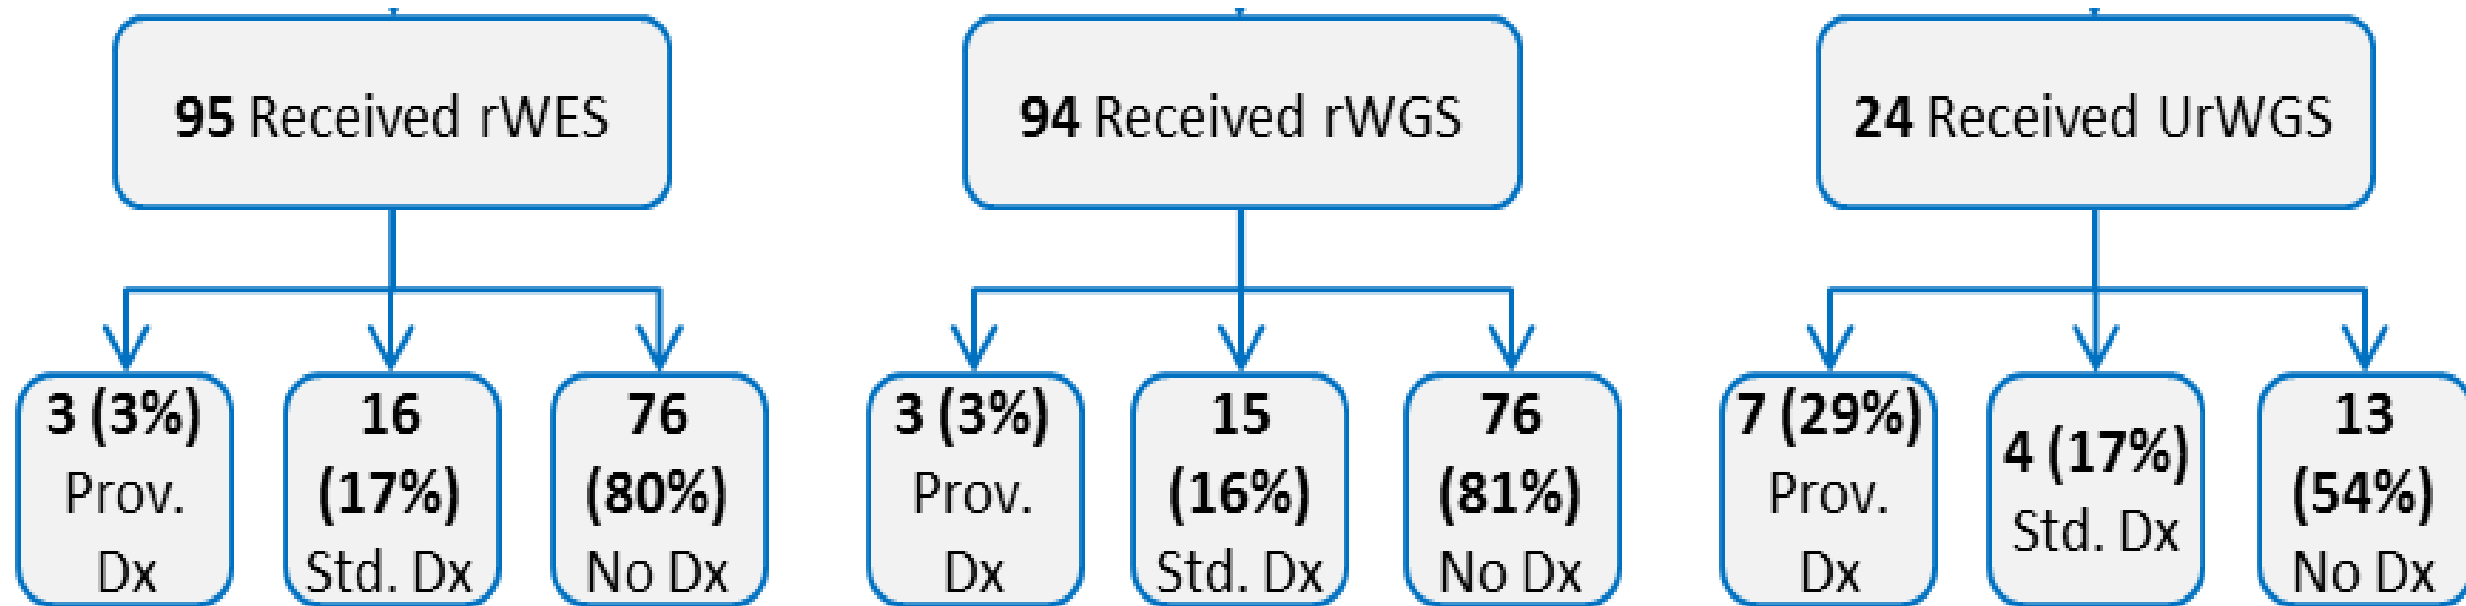 95 Received rWES
94 Received rWGS
24 Received UrWGS
3 (3%)
Prov.
Dx
16
(17%)
Std. Dx
76
(80%)
No Dx
3 (3%)
Prov.
Dx
15
(16%)
Std. Dx
76
(81%)
No Dx
7 (29%)
Prov.
Dx
4 (17%)
Std. Dx
13
(54%)
No Dx